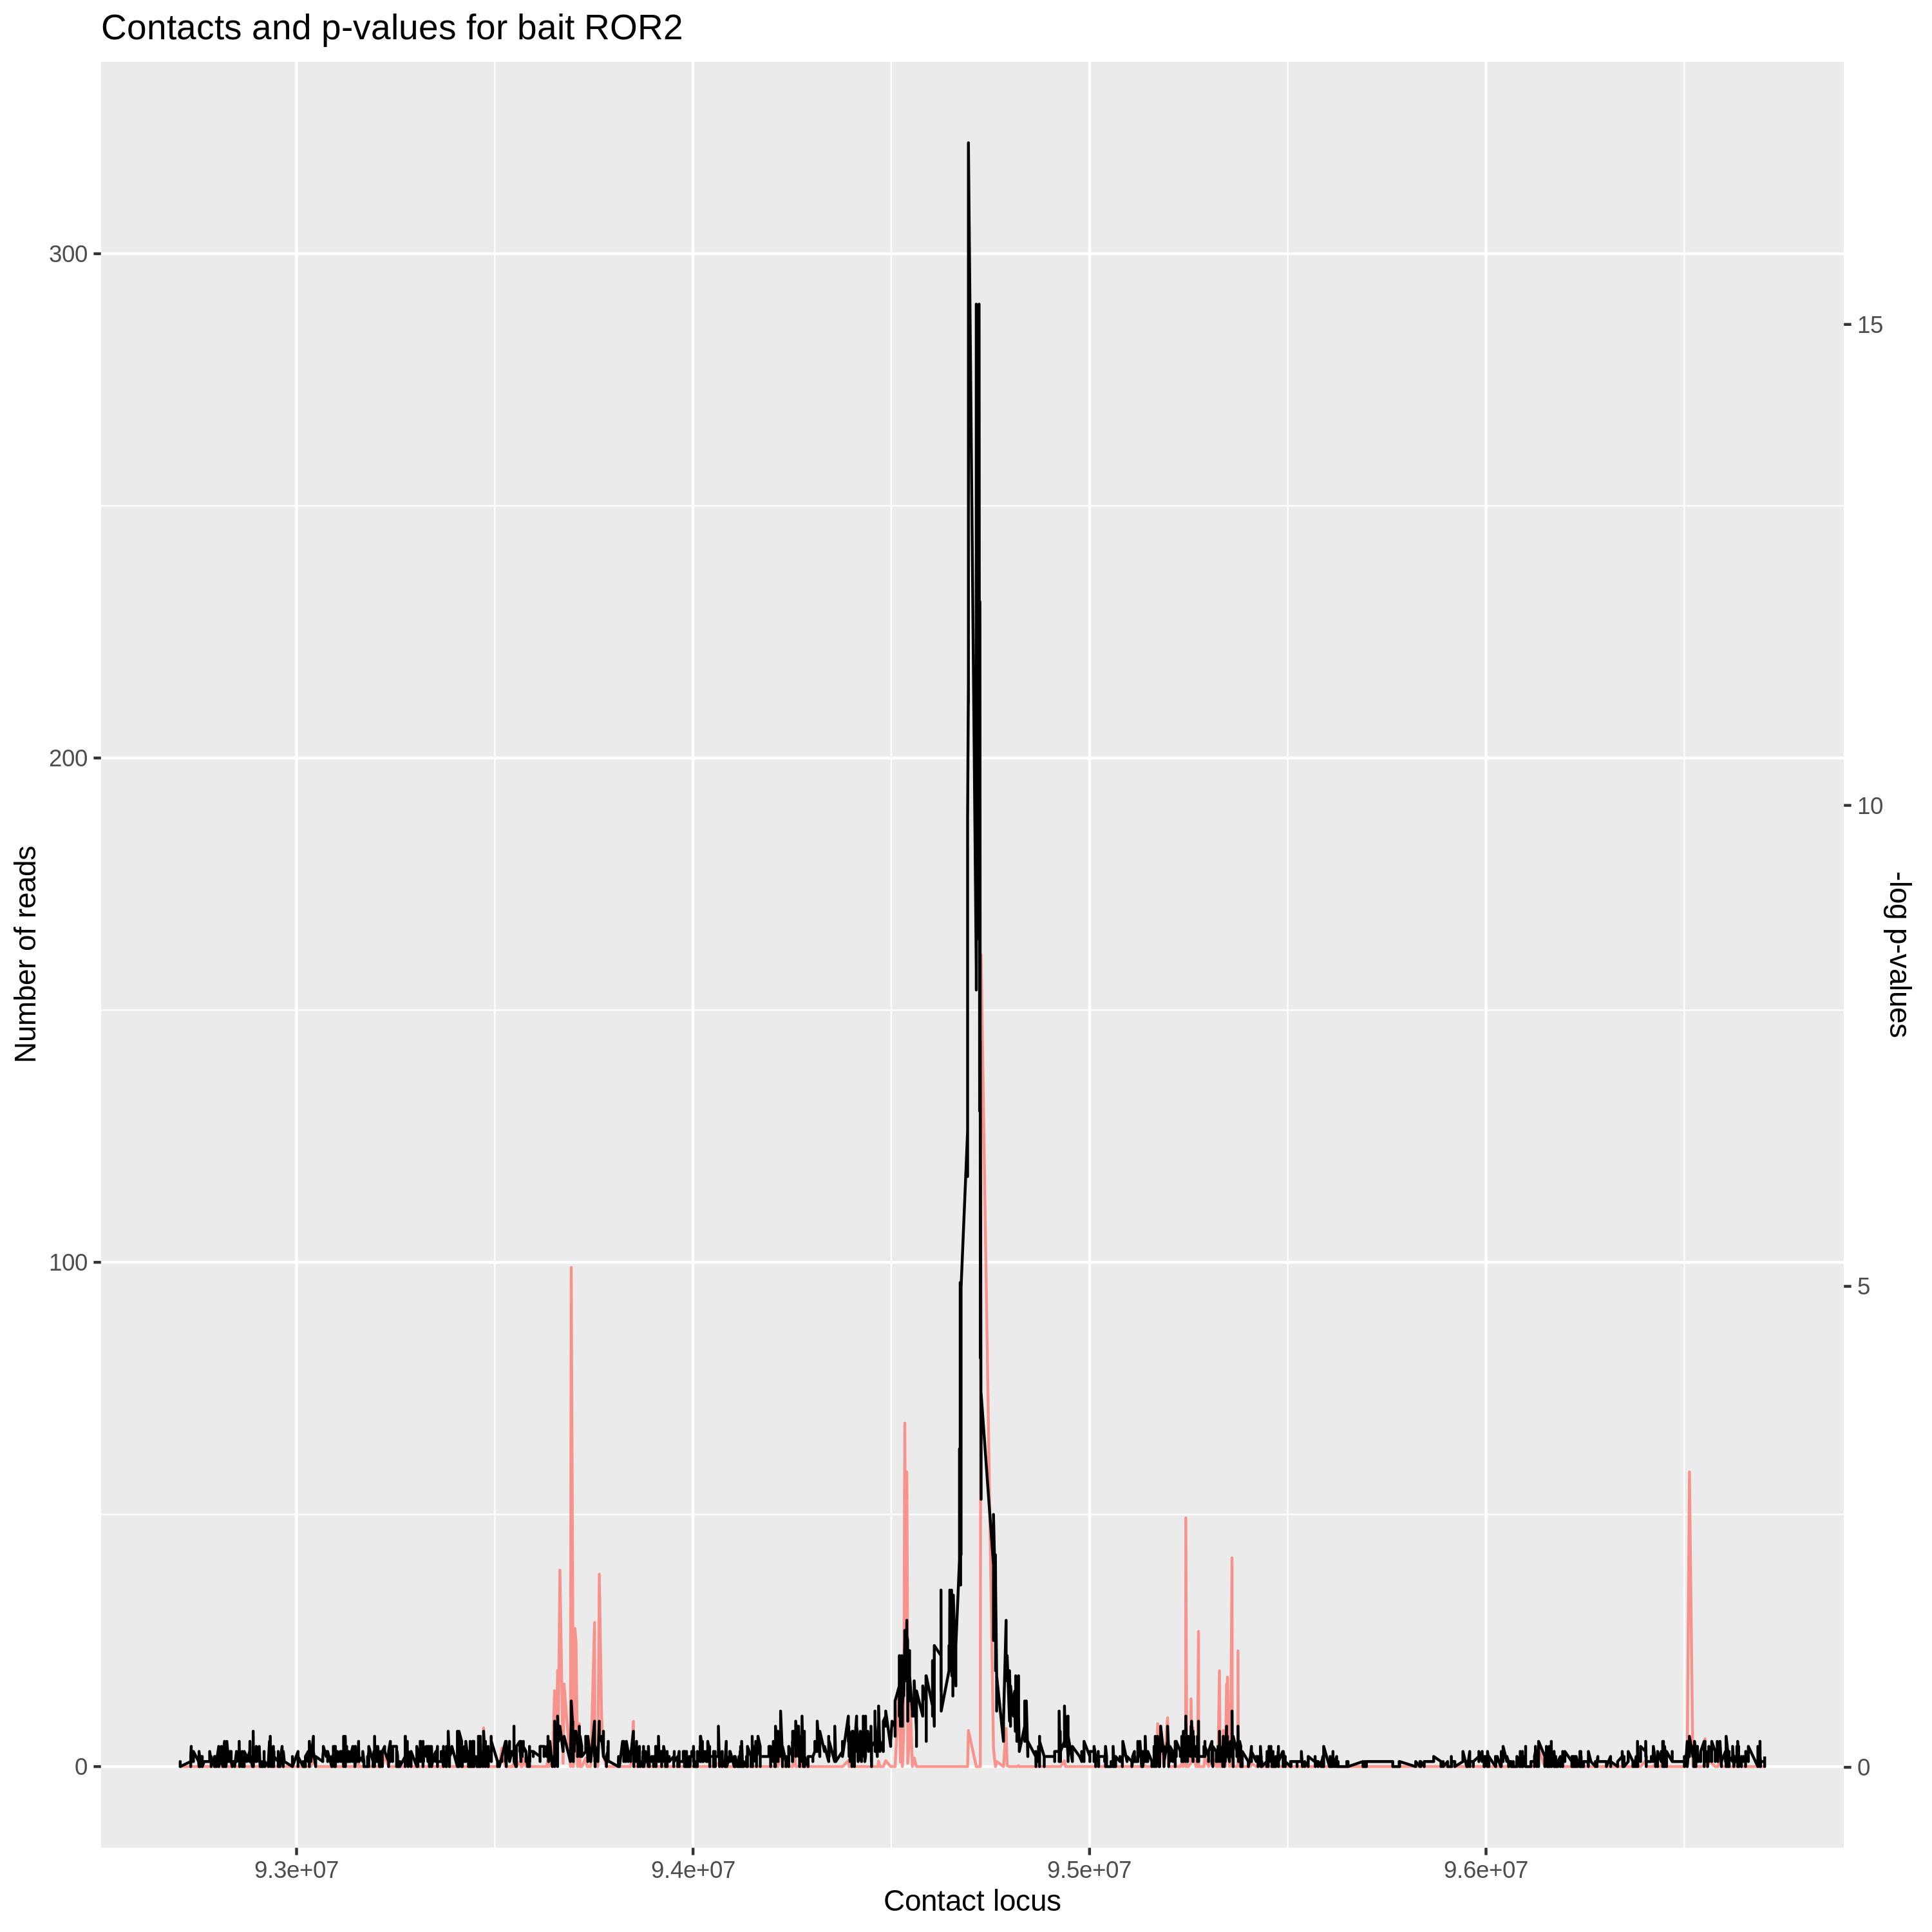 Contacts and p-values for bait ROR2
300
200
100
0
15
10
5
0
Number of reads
-log p-values
9.3e+07
9.4e+07
9.5e+07
9.6e+07
Contact locus